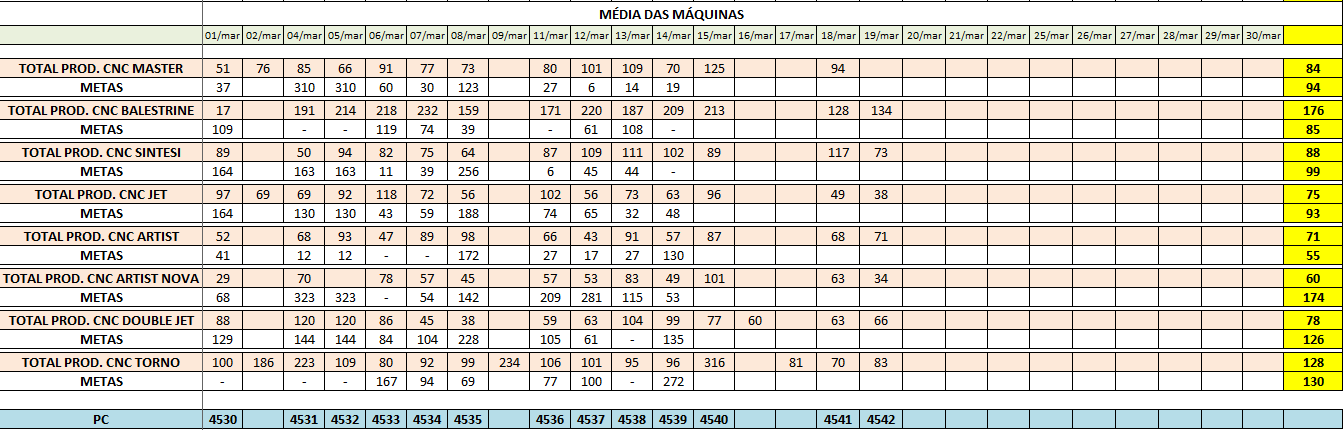 MÉDIA DAS MÁQUINAS
01/mar 02/mar 04/mar 05/mar 06/mar 07/mar 08/mar 09/mar 11/mar 12/mar 13/mar 14/mar 15/mar 16/mar 17/mar 18/mar 19/mar 20/mar 21/mar 22/mar 25/mar 26/mar 27/mar 28/mar 29/mar 30/mar
TOTAL PROD. CNC MASTER 51 76 85 66 91 77 73 80 101 109 70 125 94 84
METAS 37 310 310 60 30 123 27 6 14 19 94
TOTAL PROD. CNC BALESTRINE 17 191 214 218 232 159 171 220 187 209 213 128 134 176
METAS 109 - - 119 74 39 - 61 108 - 85
TOTAL PROD. CNC SINTESI 89 50 94 82 75 64 87 109 111 102 89 117 73 88
METAS 164 163 163 11 39 256 6 45 44 - 99
TOTAL PROD. CNC JET 97 69 69 92 118 72 56 102 56 73 63 96 49 38 75
METAS 164 130 130 43 59 188 74 65 32 48 93
TOTAL PROD. CNC ARTIST 52 68 93 47 89 98 66 43 91 57 87 68 71 71
METAS 41 12 12 - - 172 27 17 27 130 55
TOTAL PROD. CNC ARTIST NOVA 29 70 78 57 45 57 53 83 49 101 63 34 60
METAS 68 323 323 - 54 142 209 281 115 53 174
TOTAL PROD. CNC DOUBLE JET 88 120 120 86 45 38 59 63 104 99 77 60 63 66 78
METAS 129 144 144 84 104 228 105 61 - 135 126
TOTAL PROD. CNC TORNO 100 186 223 109 80 92 99 234 106 101 95 96 316 81 70 83 128
METAS - - - 167 94 69 77 100 - 272 130
PC 4530 4531 4532 4533 4534 4535 4536 4537 4538 4539 4540 4541 4542